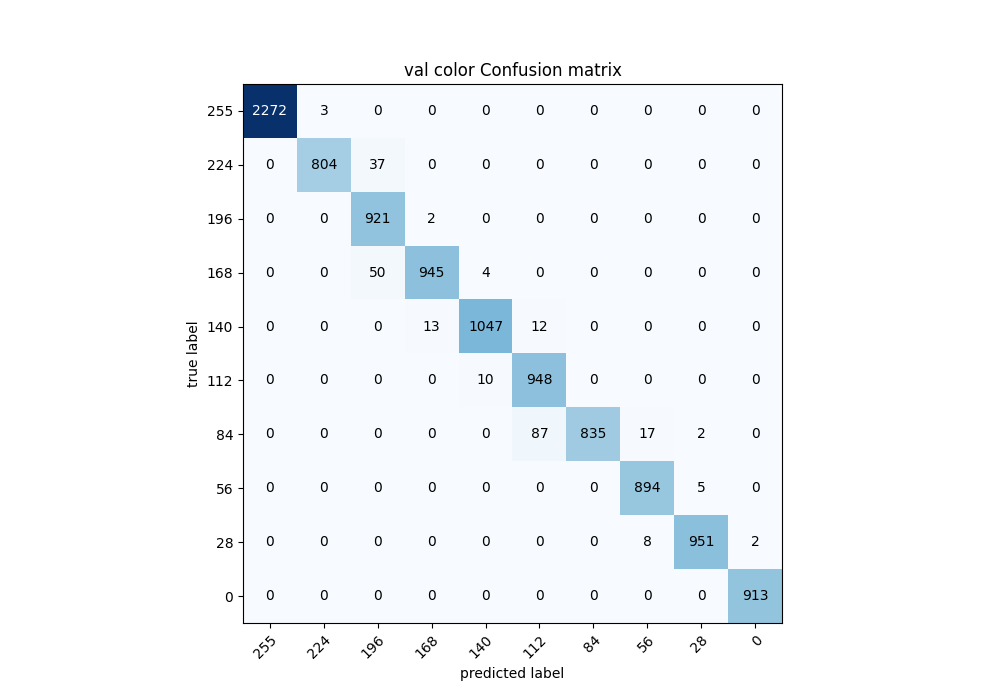 val color Confusion matrix
255 2272 3 0 0 0 0 0 0 0 0
224 0 804 37 0 0 0 0 0 0 0
196 0 0 921 2 0 0 0 0 0 0
168 0 0 50 945 4 0 0 0 0 0
140 0 0 0 13 1047 12 0 0 0 0
true label
112 0 0 0 0 10 948 0 0 0 0
84 0 0 0 0 0 87 835 17 2 0
56 0 0 0 0 0 0 0 894 5 0
28 0 0 0 0 0 0 0 8 951 2
0 0 0 0 0 0 0 0 0 0 913
255 224 196 168 140 112 84 56 28 0
predicted label